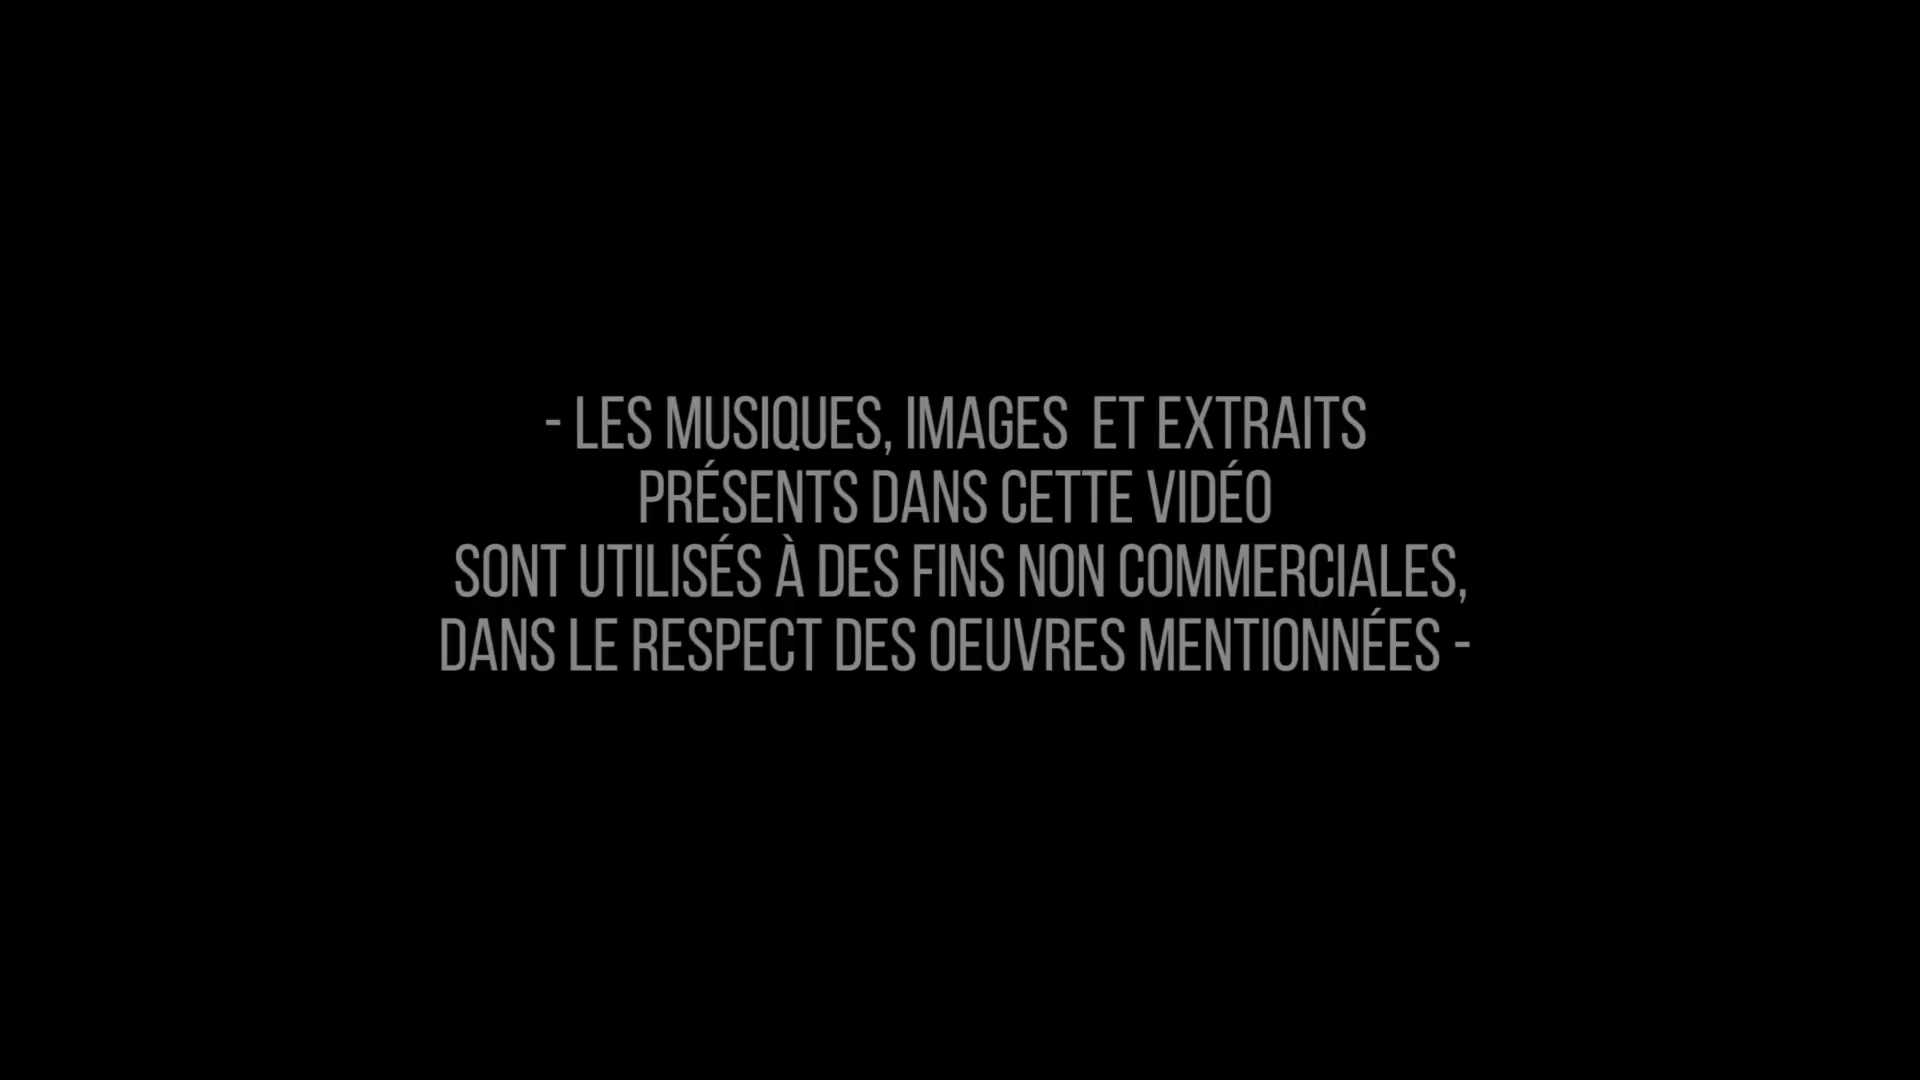 - LES MUSIQUES, IMAGES  ET EXTRAITS
PRÉSENTS DANS CETTE VIDÉO
SONT UTILISÉS À DES FINS NON COMMERCIALES,
DANS LE RESPECT DES OEUVRES MENTIONNÉES -